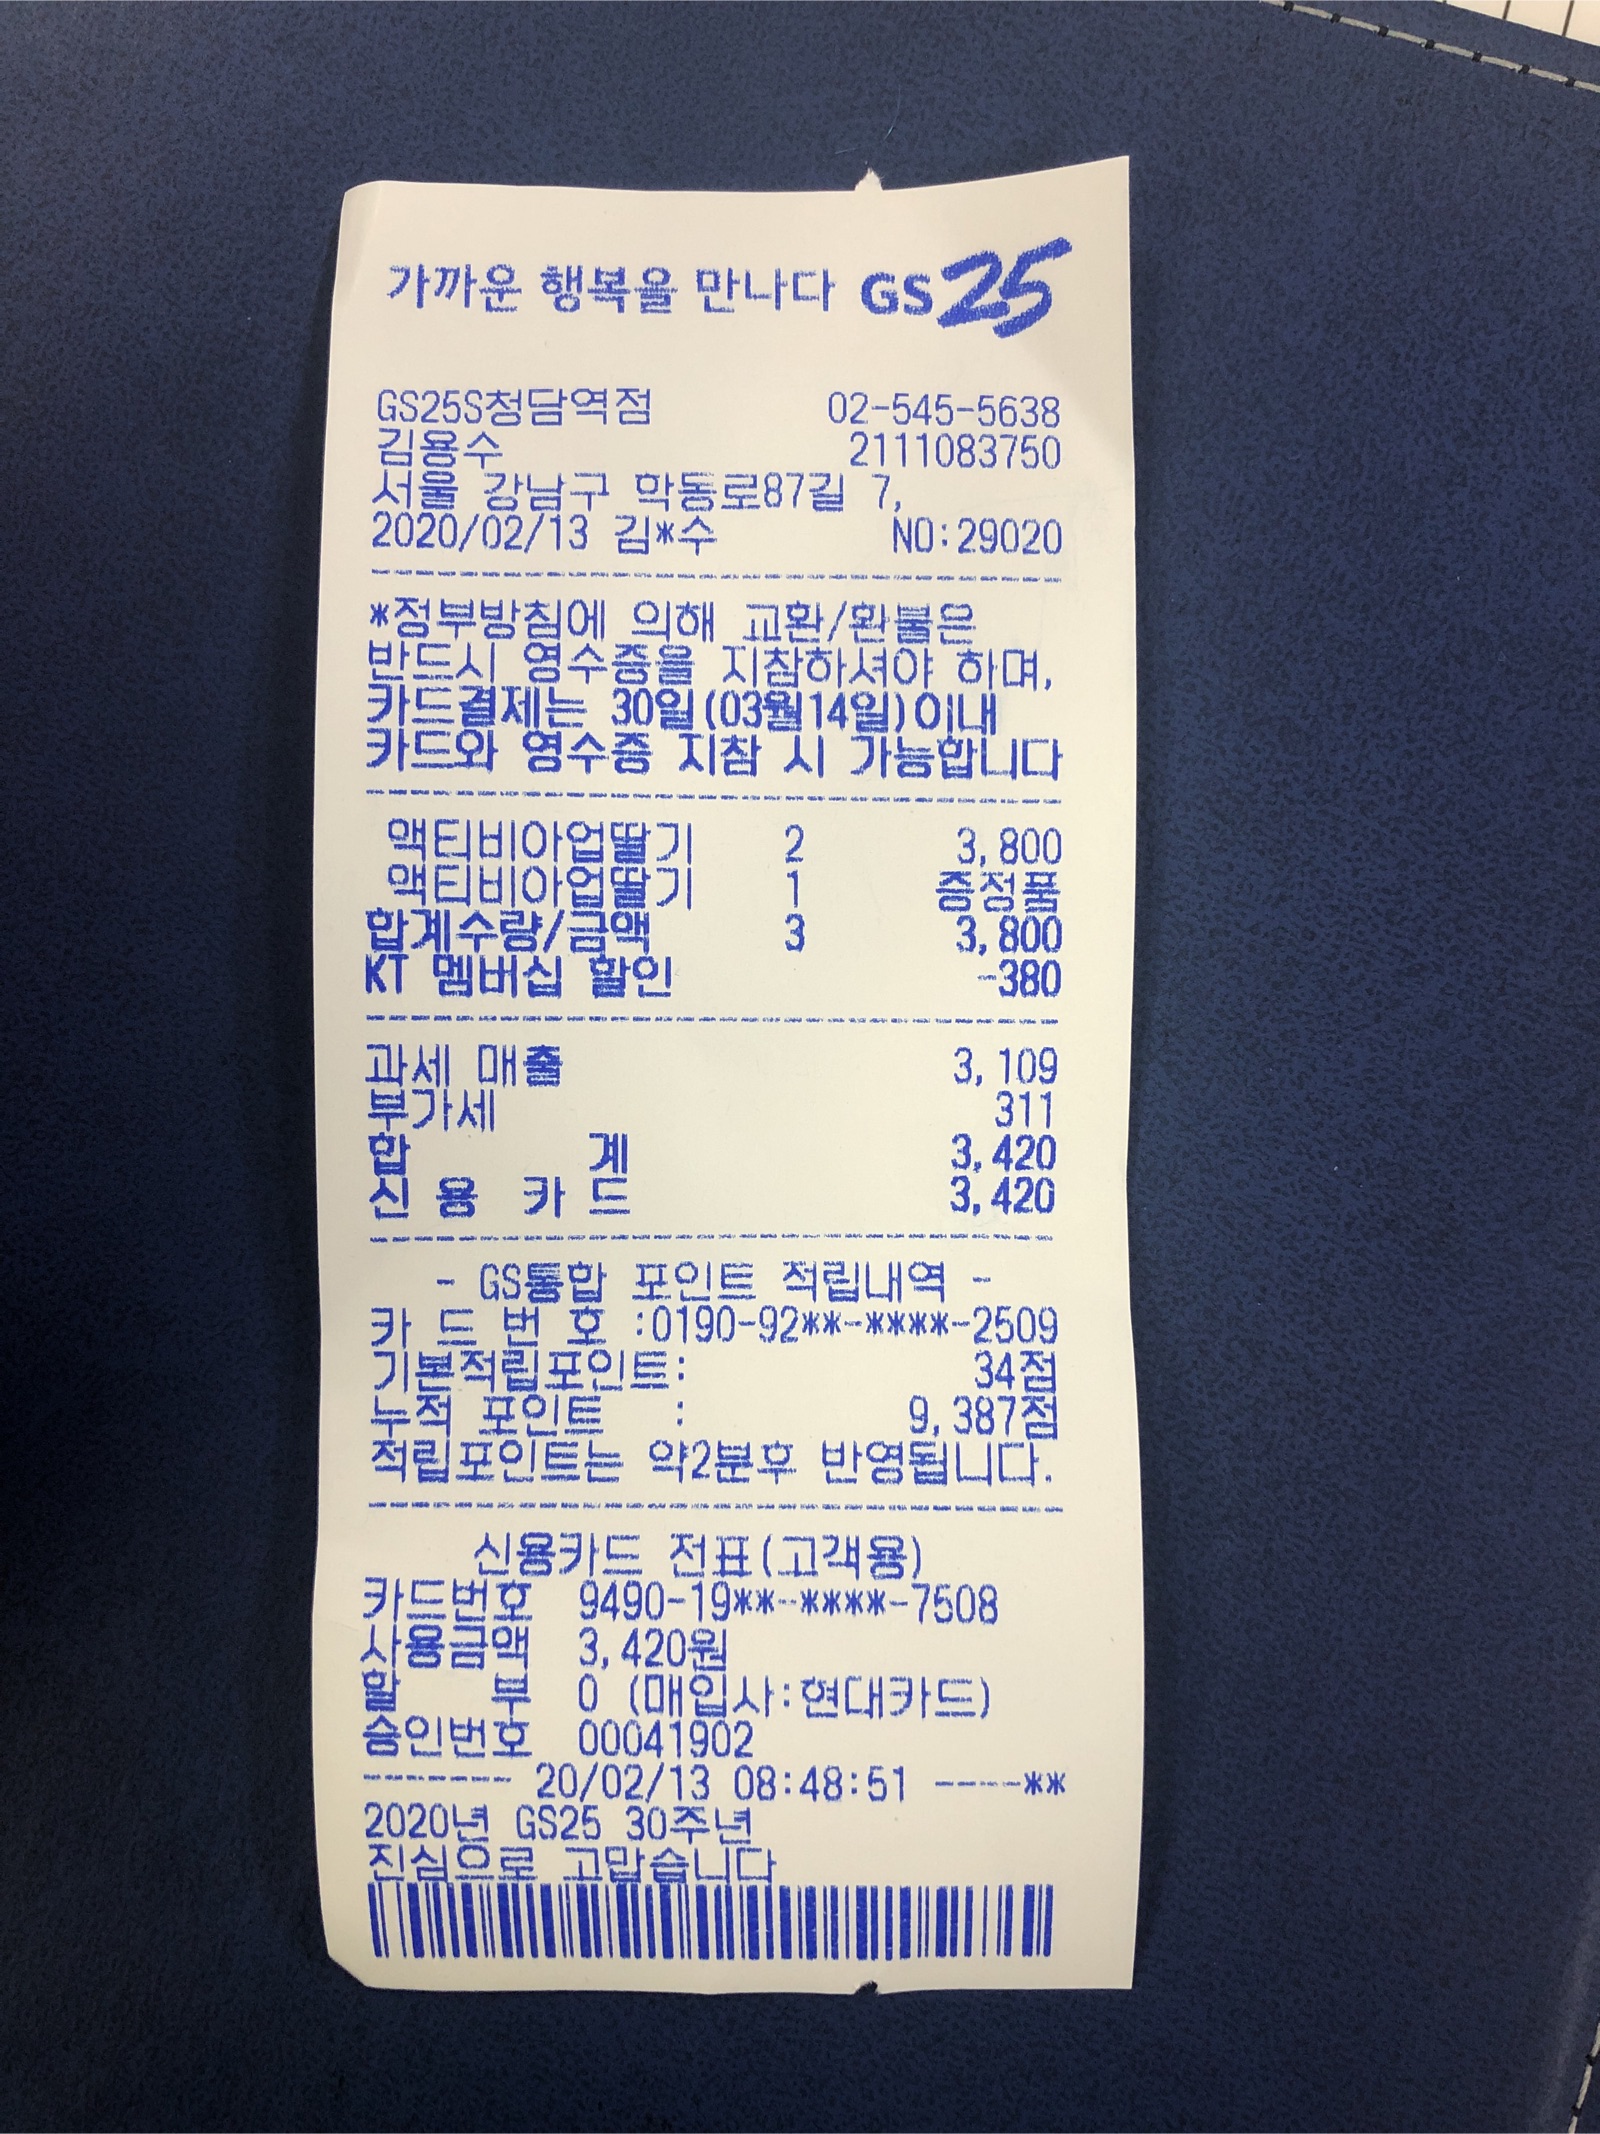 가까운 행복을 만나다 GS25
GS25S청담역점 02-545-5638
김용수 2111083750
서울 강남구 학동로87길 7,
2020/02/13 김*수 NO:29020
*정부방침에 의해 교환/환불은
반드시 영수증을 지참하셔야 하며,
카드결제는 30일(03월14일)이내
카드와 영수증 지참 시 가능합니다
액티비아업딸기 2 3,800
액티비아업딸기 1 증정품
합계수량/금액 3 3,800
KT 멤버십 할인 -380
과세 매출 3,109
부가세 311
합 계 3,420
신 용 카 드 3,420
- GS통합 포인트 적립내역 -
카 드 번 호 :0190-92**-****-2509
기본적립포인트: 34점
누적 포인트 : 9,387점
적립포인트는 약2분후 반영됩니다.
신용카드 전표(고객용)
카드번호 9490-19**-****-7508
사용금액 3,420원
할 부 0 (매입사:현대카드)
승인번호 00041902
------- 20/02/13 08:48:51 ----**
2020년 GS25 30주년
진심으로 고맙습니다